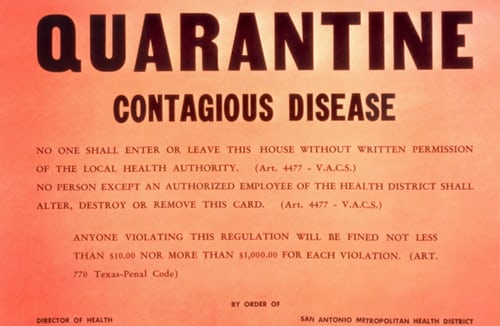 QUARANTINE
CONTAGIOUS DISEASE
NO ONE SHALL ENTER OR LEAVE THIS HOUSE WITHOUT WRITTEN PERMISSION
OF THE LOCAL HEALTH AUTHORITY. (Art. 4477 - V.A.C.S.)
NO PERSON EXCEPT AN AUTHORIZED EMPLOYEE OF THE HEALTH DISTRICT SHALL
ALTER, DESTROY OR REMOVE THIS CARD. (Art. 4477 - V.A.C.S.)
ANYONE VIOLATING THIS REGULATION WILL BE FINED NOT LESS
THAN $10.00 NOR MORE THAN $1,000.00 FOR EACH VIOLATION. (ART.
770 Texas-Penal Code)
BY ORDER OF
DIRECTOR OF HEALTH SAN ANTONIO METROPOLITAN HEALTH DISTRICT